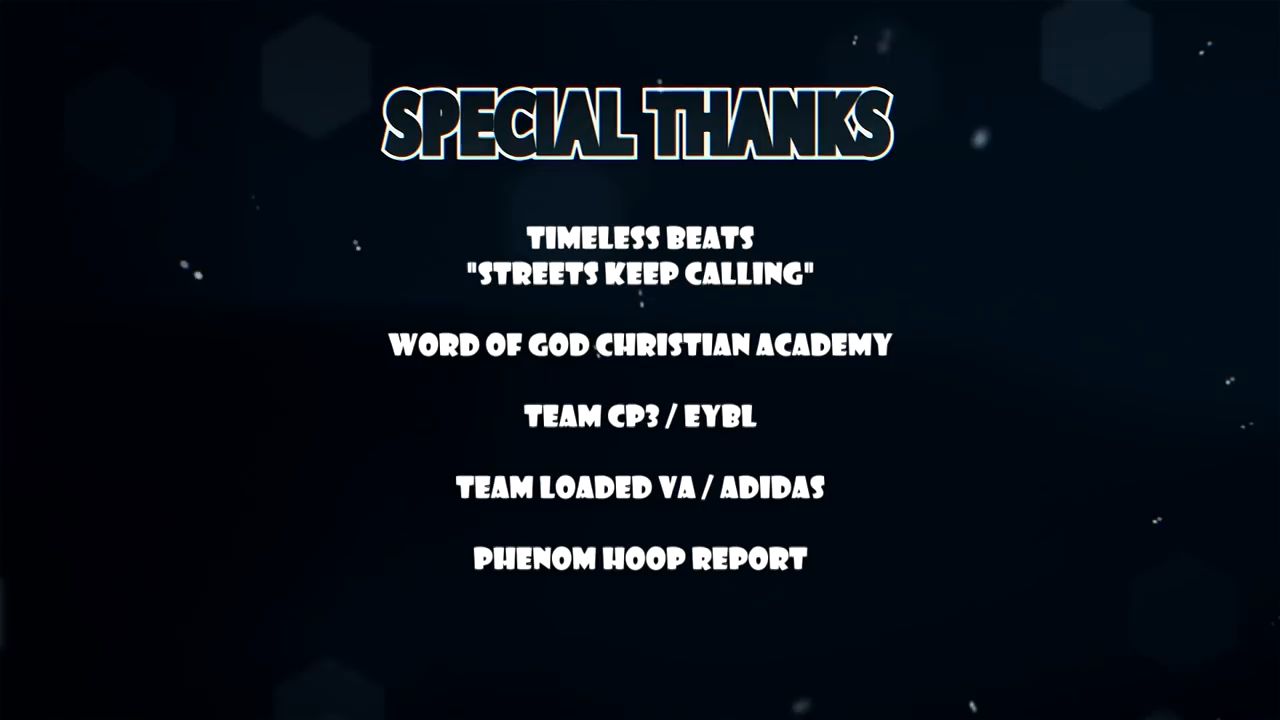 SPECIAL THANKS
TIMELESS BEATS
"STREETS KEEP CALLING"
WORD OF GOD CHRISTIAN ACADEMY
TEAM CP3 / EYBL
TEAM LOADED VA / ADIDAS
PHENOM HOOP REPORT